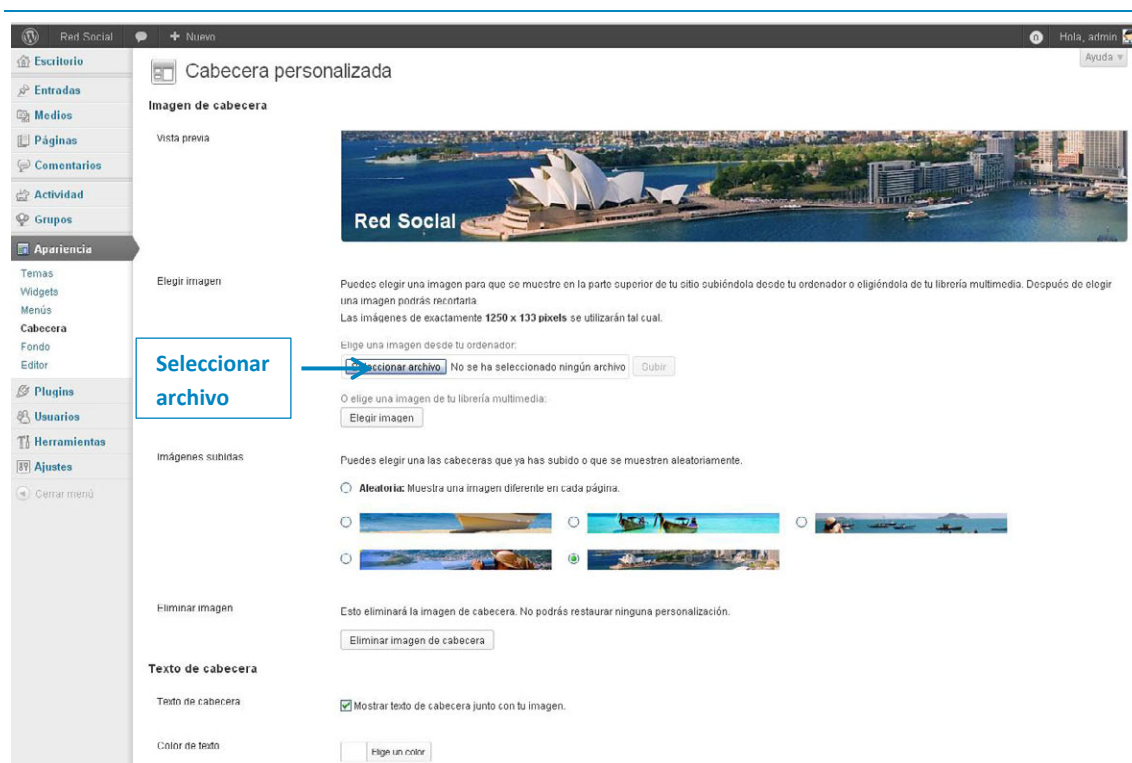 Red Social + Nuevo 0 Hola, admin
Ayuda
Escritorio
Entradas
Medios
Páginas
Comentarios
Actividad
Grupos
Apariencia
Temas
Widgets
Menús
Cabecera
Fondo
Editor
Plugins
Usuarios
Herramientas
Ajustes
Cerrar menú
Cabecera personalizada
Imagen de cabecera
Vista previa
Red Social
Elegir imagen
Puedes elegir una imagen para que se muestre en la parte superior de tu sitio subiéndola desde tu ordenador o eligiéndola de tu librería multimedia. Después de elegir
una imagen podrás recortarla
Las imágenes de exactamente 1250 x 133 pixels se utilizarán tal cual.
Elige una imagen desde tu ordenador:
Seleccionar archivo No se ha seleccionado ningún archivo Subir
Seleccionar
archivo
O elige una imagen de tu librería multimedia:
Elegir imagen
Imágenes subidas
Puedes elegir una las cabeceras que ya has subido o que se muestren aleatoriamente.
Aleatoria: Muestra una imagen diferente en cada página.
Eliminar imagen
Esto eliminará la imagen de cabecera. No podrás restaurar ninguna personalización.
Eliminar imagen de cabecera
Texto de cabecera
Texto de cabecera
Mostrar texto de cabecera junto con tu imagen.
Color de texto
Elige un color